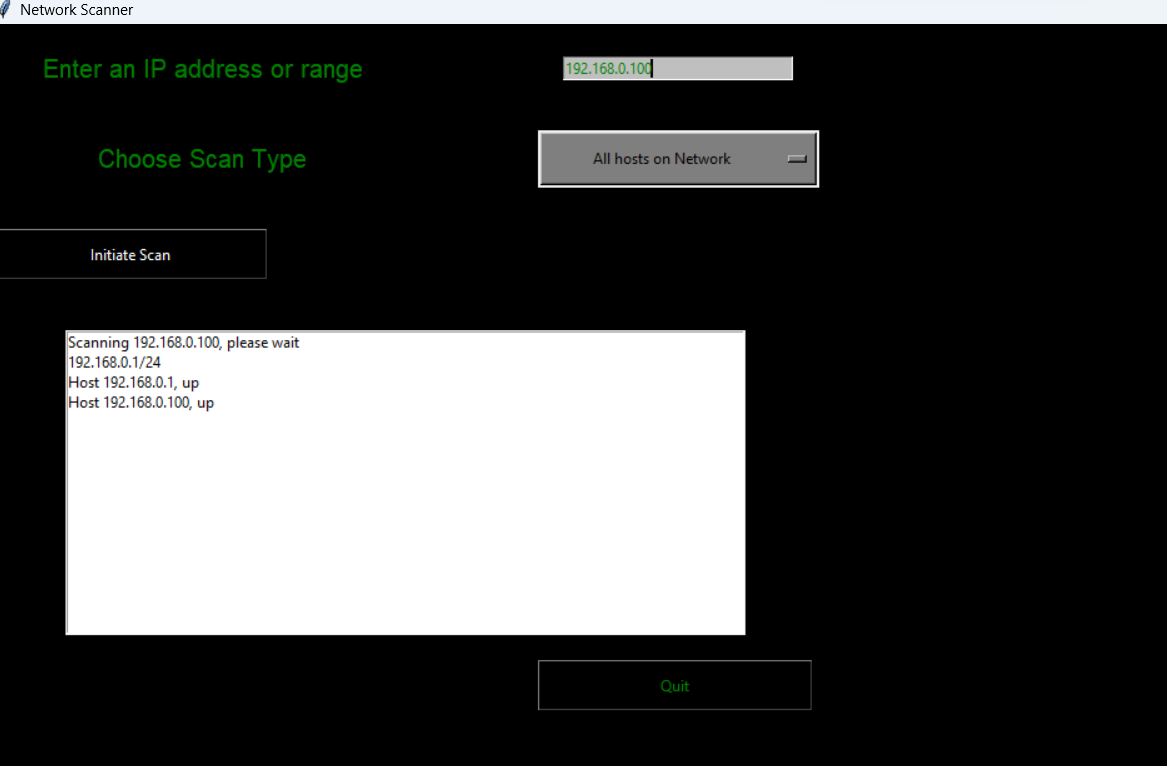 Network Scanner
Enter an IP address or range
192.168.0.100
Choose Scan Type
All hosts on Network
Initiate Scan
Scanning 192.168.0.100, please wait
192.168.0.1/24
Host 192.168.0.1, up
Host 192.168.0.100, up
Quit